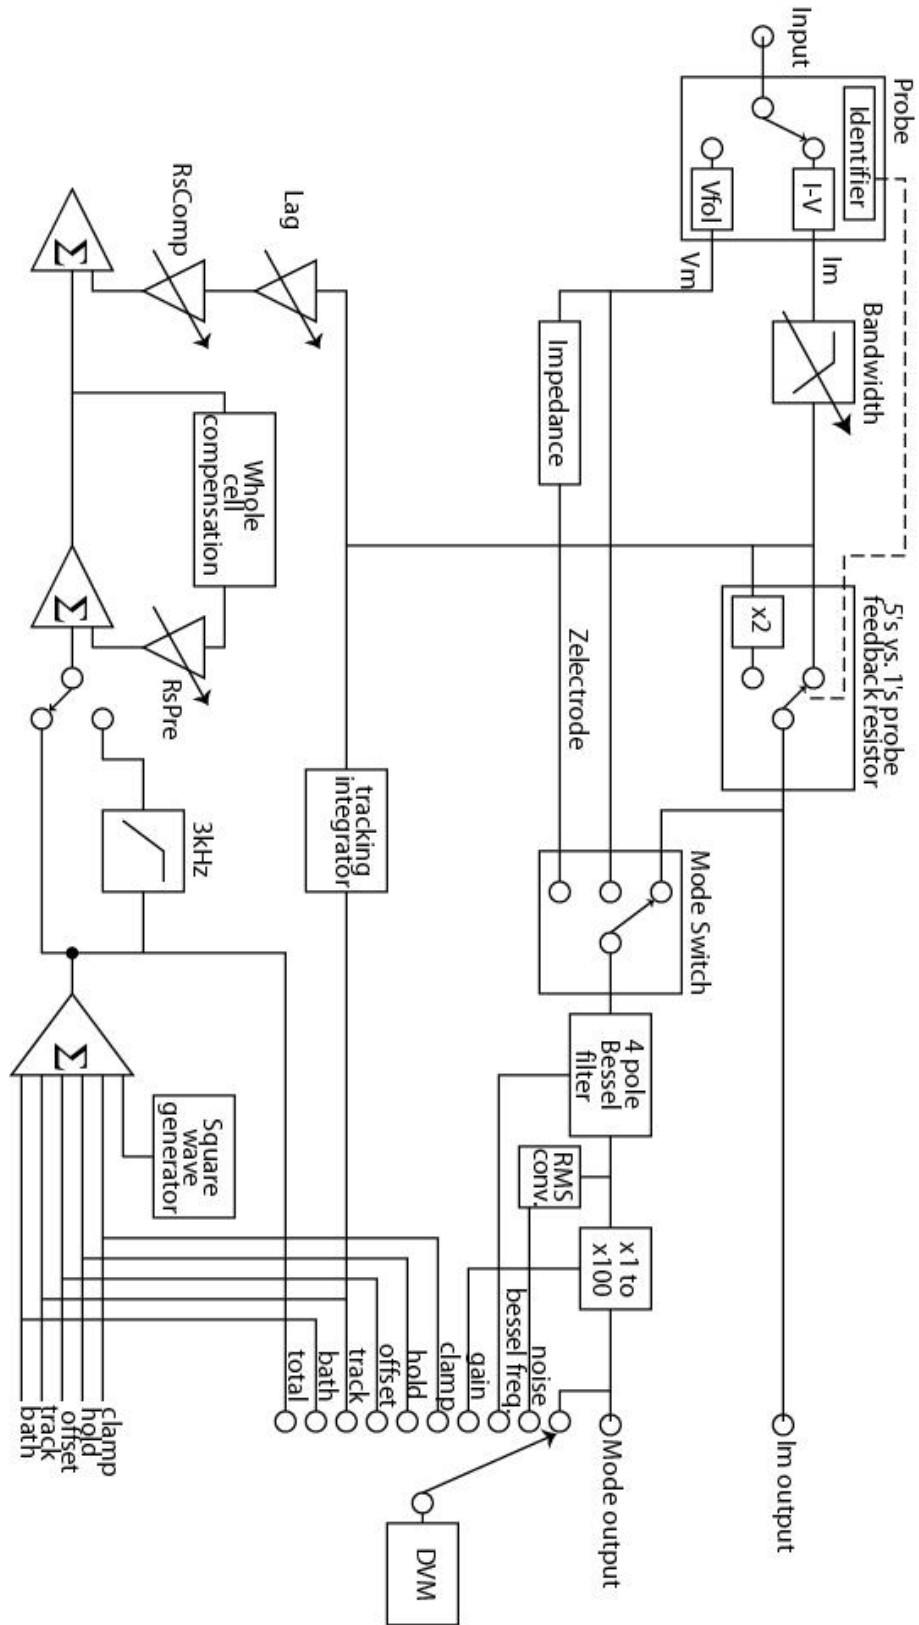 Input
Probe
Identifier
I-V
Vfol
Im
Vm
Bandwidth
Impedance
Lag
RsComp
Σ
Whole
cell
compensation
Σ
RsPre
5's ys. 1's probe
feedback resistor
x2
Zelectrode
tracking
integrator
3kHz
Mode Switch
4 pole
Bessel
filter
RMS
conv.
x1 to
x100
Σ
Square
wave
generator
noise
bessel freq.
gain
clamp
hold
offset
track
bath
total
clamp
hold
offset
track
bath
Im output
Mode output
DVM